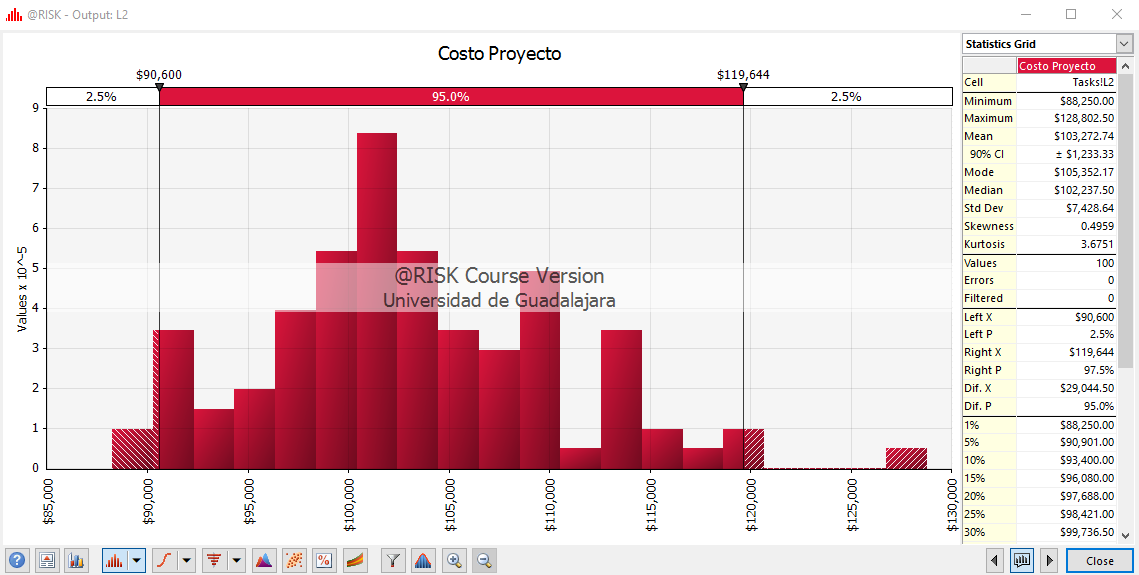 @RISK - Output: L2
Costo Proyecto
$90,600 $119,644
2.5% 95.0% 2.5%
9
8
7
6
5
4
3
2
1
0
Values x 10^-5
@RISK Course Version
Universidad de Guadalajara
$85,000 $90,000 $95,000 $100,000 $105,000 $110,000 $115,000 $120,000 $125,000 $130,000
Statistics Grid
Costo Proyecto
Cell Tasks!L2
Minimum $88,250.00
Maximum $128,802.50
Mean $103,272.74
90% CI ± $1,233.33
Mode $105,352.17
Median $102,237.50
Std Dev $7,428.64
Skewness 0.4959
Kurtosis 3.6751
Values 100
Errors 0
Filtered 0
Left X $90,600
Left P 2.5%
Right X $119,644
Right P 97.5%
Dif. X $29,044.50
Dif. P 95.0%
1% $88,250.00
5% $90,901.00
10% $93,400.00
15% $96,080.00
20% $97,688.00
25% $98,421.00
30% $99,736.50
Close